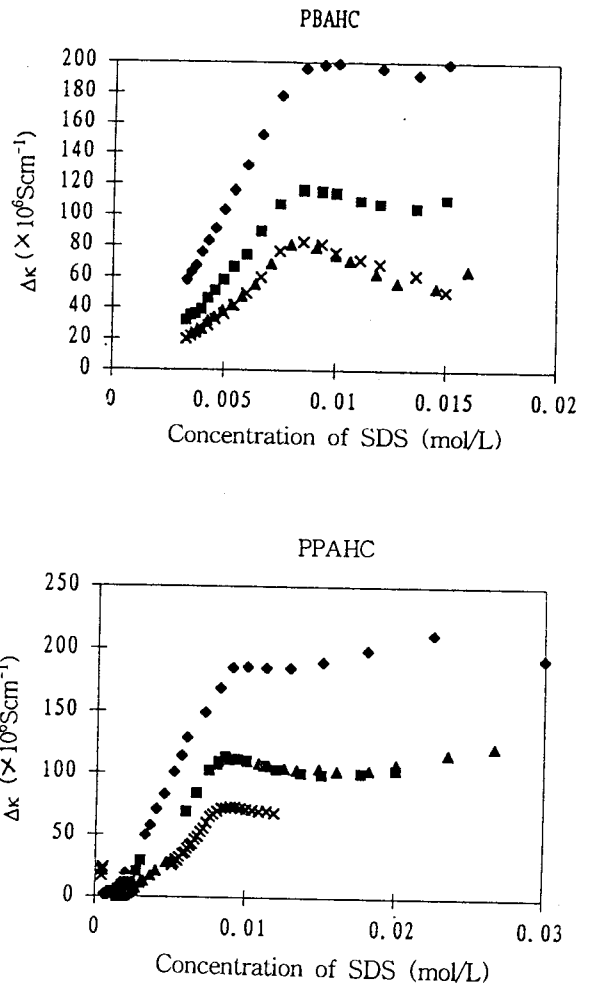 PBAHC
200
180
160
140
120
100
80
60
40
20
0
Δκ (×10⁶Scm⁻¹)
0 0.005 0.01 0.015 0.02
Concentration of SDS (mol/L)
PPAHC
250
200
150
100
50
0
Δκ (×10⁶Scm⁻¹)
0 0.01 0.02 0.03
Concentration of SDS (mol/L)